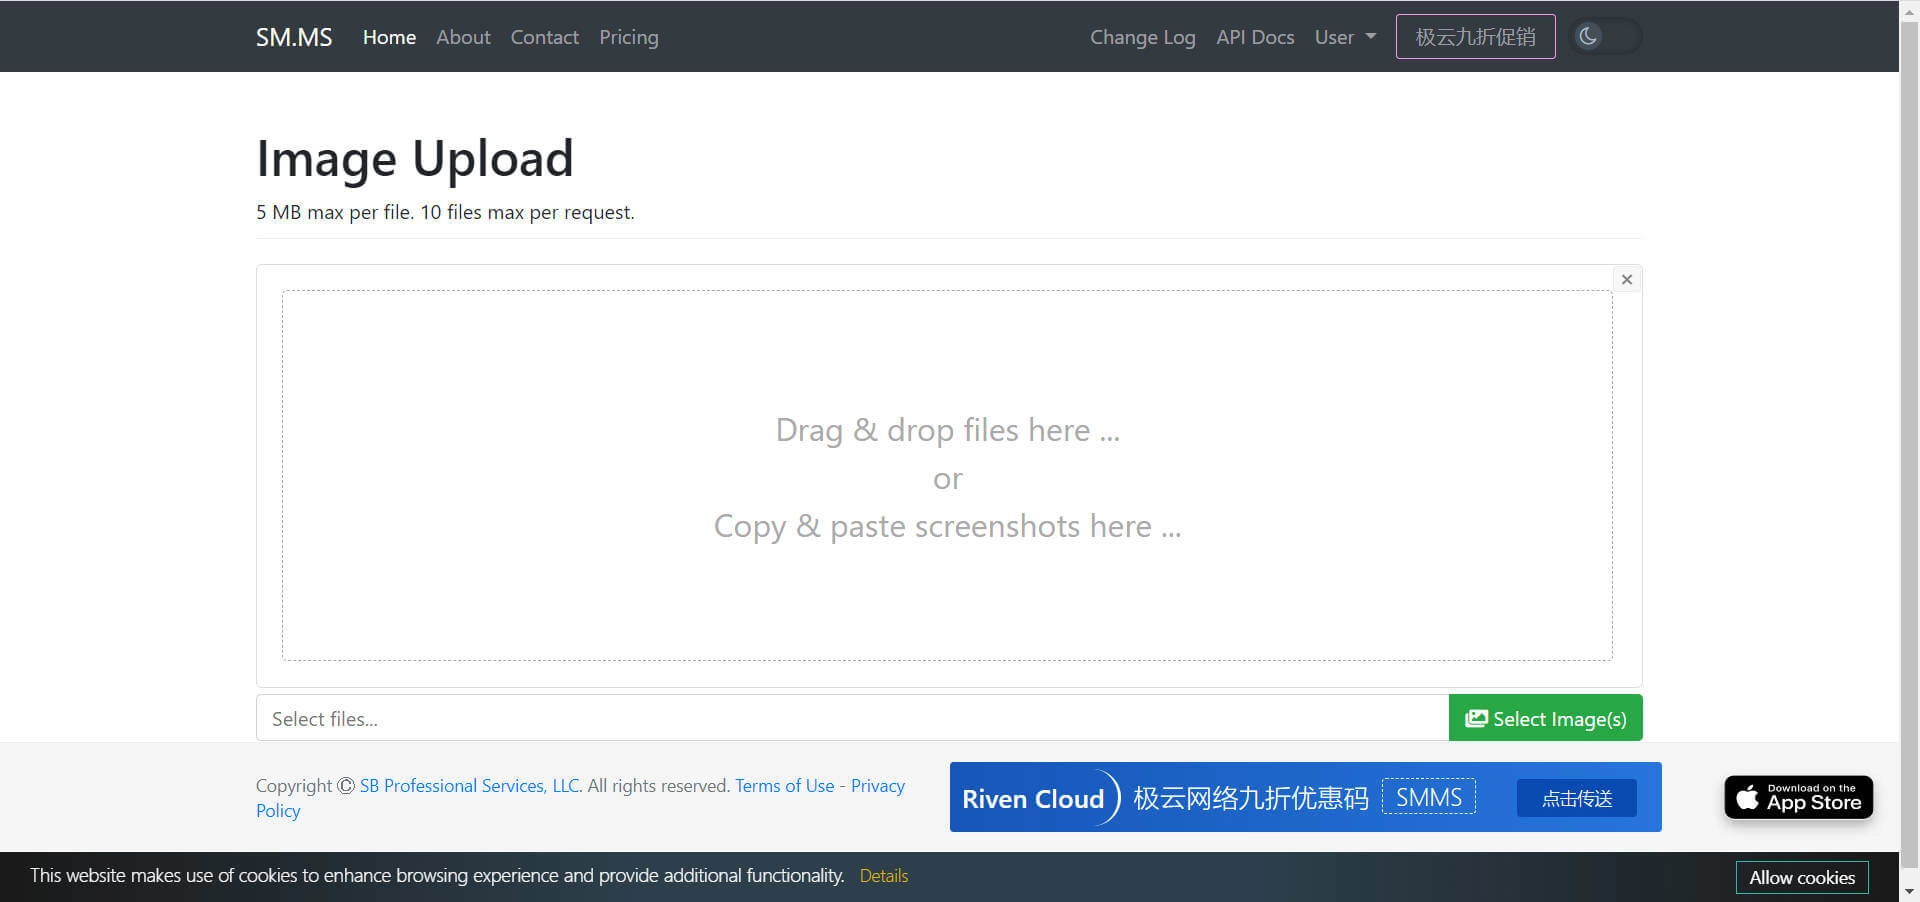 SM.MS Home About Contact Pricing Change Log API Docs User 极云九折促销
Image Upload
5 MB max per file. 10 files max per request.
Drag & drop files here ...
or
Copy & paste screenshots here ...
Select files...
Select Image(s)
Copyright © SB Professional Services, LLC. All rights reserved. Terms of Use - Privacy
Policy
Riven Cloud 极云网络九折优惠码 SMMS 点击传送
Download on the
App Store
This website makes use of cookies to enhance browsing experience and provide additional functionality. Details
Allow cookies